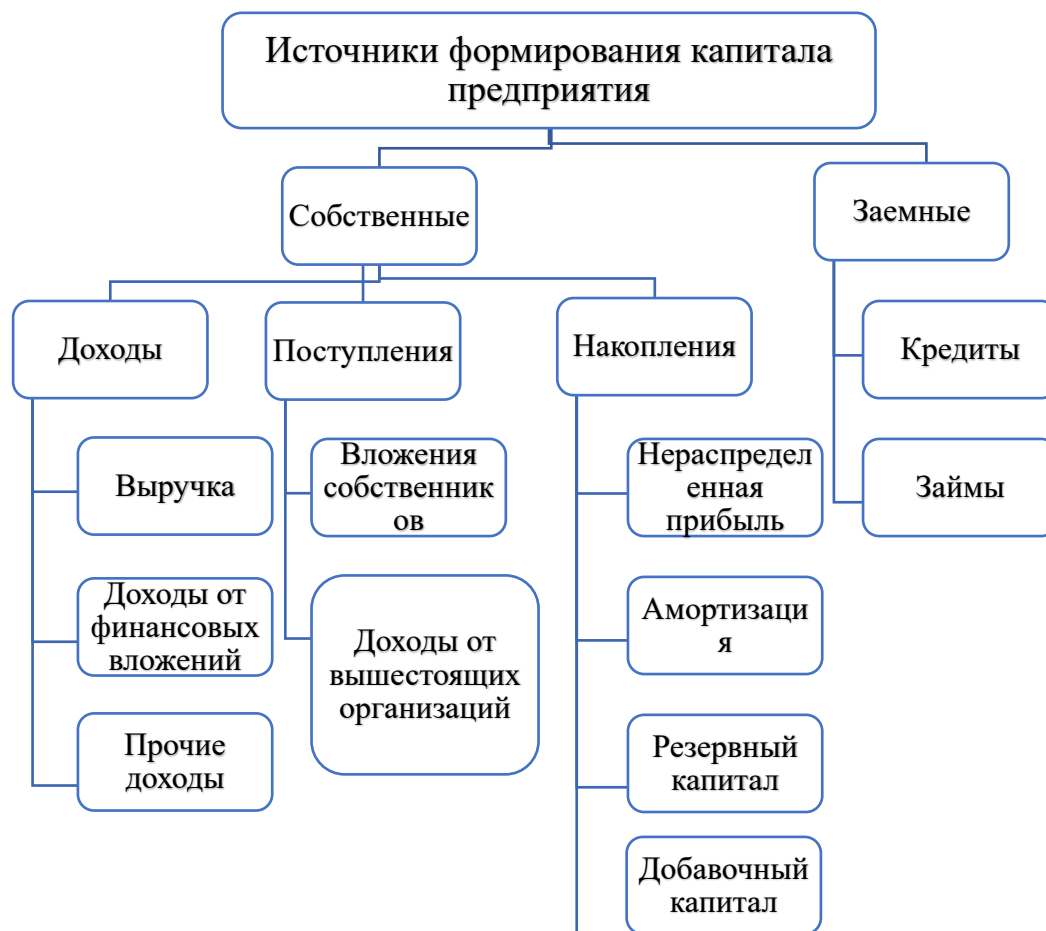 Источники формирования капитала
предприятия
Собственные
Заемные
Доходы
Поступления
Накопления
Кредиты
Выручка
Вложения
собственник
ов
Нераспредел
енная
прибыль
Займы
Доходы от
финансовых
вложений
Доходы от
вышестоящих
организаций
Амортизаци
я
Прочие
доходы
Резервный
капитал
Добавочный
капитал